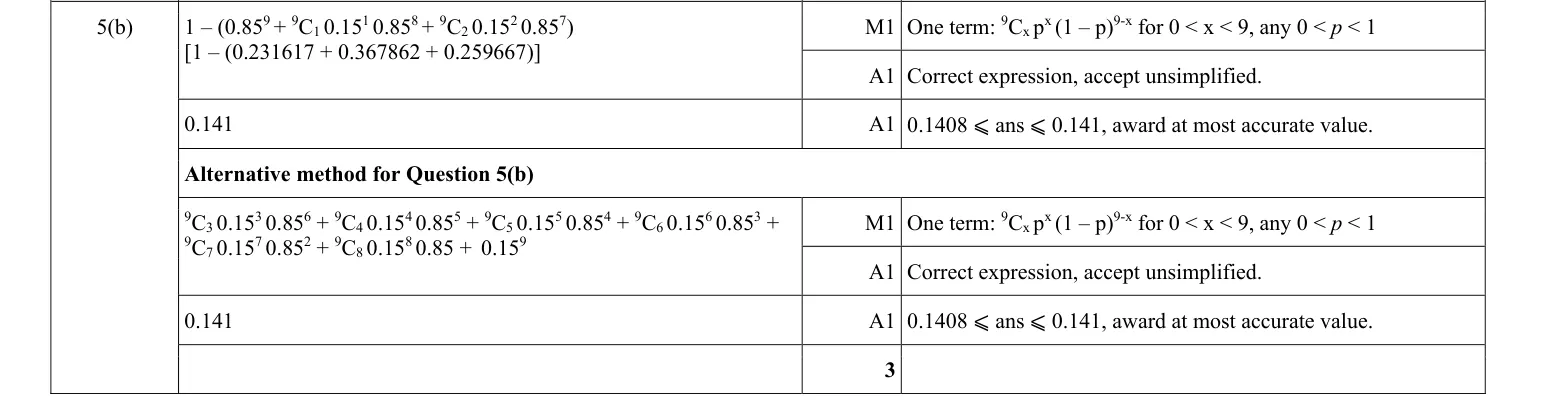 5(b)
1 – (0.85⁹ + ⁹C₁ 0.15¹ 0.85⁸ + ⁹C₂ 0.15² 0.85⁷)
[1 – (0.231617 + 0.367862 + 0.259667)]
M1
One term: ⁹Cₓ pˣ (1 – p)⁹⁻ˣ for 0 < x < 9, any 0 < p < 1
A1
Correct expression, accept unsimplified.
0.141
A1
0.1408 ⩽ ans ⩽ 0.141, award at most accurate value.
Alternative method for Question 5(b)
⁹C₃ 0.15³ 0.85⁶ + ⁹C₄ 0.15⁴ 0.85⁵ + ⁹C₅ 0.15⁵ 0.85⁴ + ⁹C₆ 0.15⁶ 0.85³ +
⁹C₇ 0.15⁷ 0.85² + ⁹C₈ 0.15⁸ 0.85 + 0.15⁹
M1
One term: ⁹Cₓ pˣ (1 – p)⁹⁻ˣ for 0 < x < 9, any 0 < p < 1
A1
Correct expression, accept unsimplified.
0.141
A1
0.1408 ⩽ ans ⩽ 0.141, award at most accurate value.
3